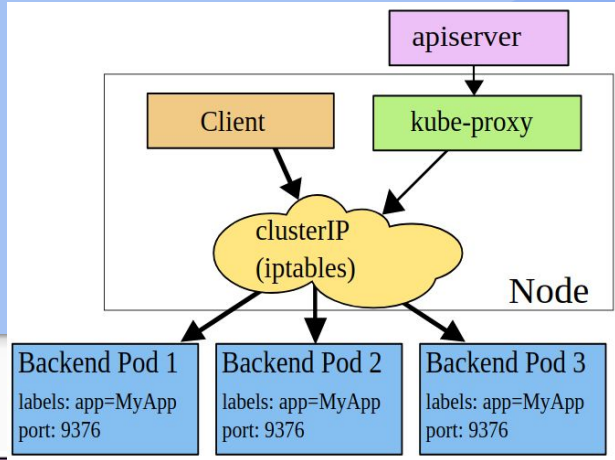 apiserver
Client
kube-proxy
clusterIP
(iptables)
Node
Backend Pod 1
labels: app=MyApp
port: 9376
Backend Pod 2
labels: app=MyApp
port: 9376
Backend Pod 3
labels: app=MyApp
port: 9376